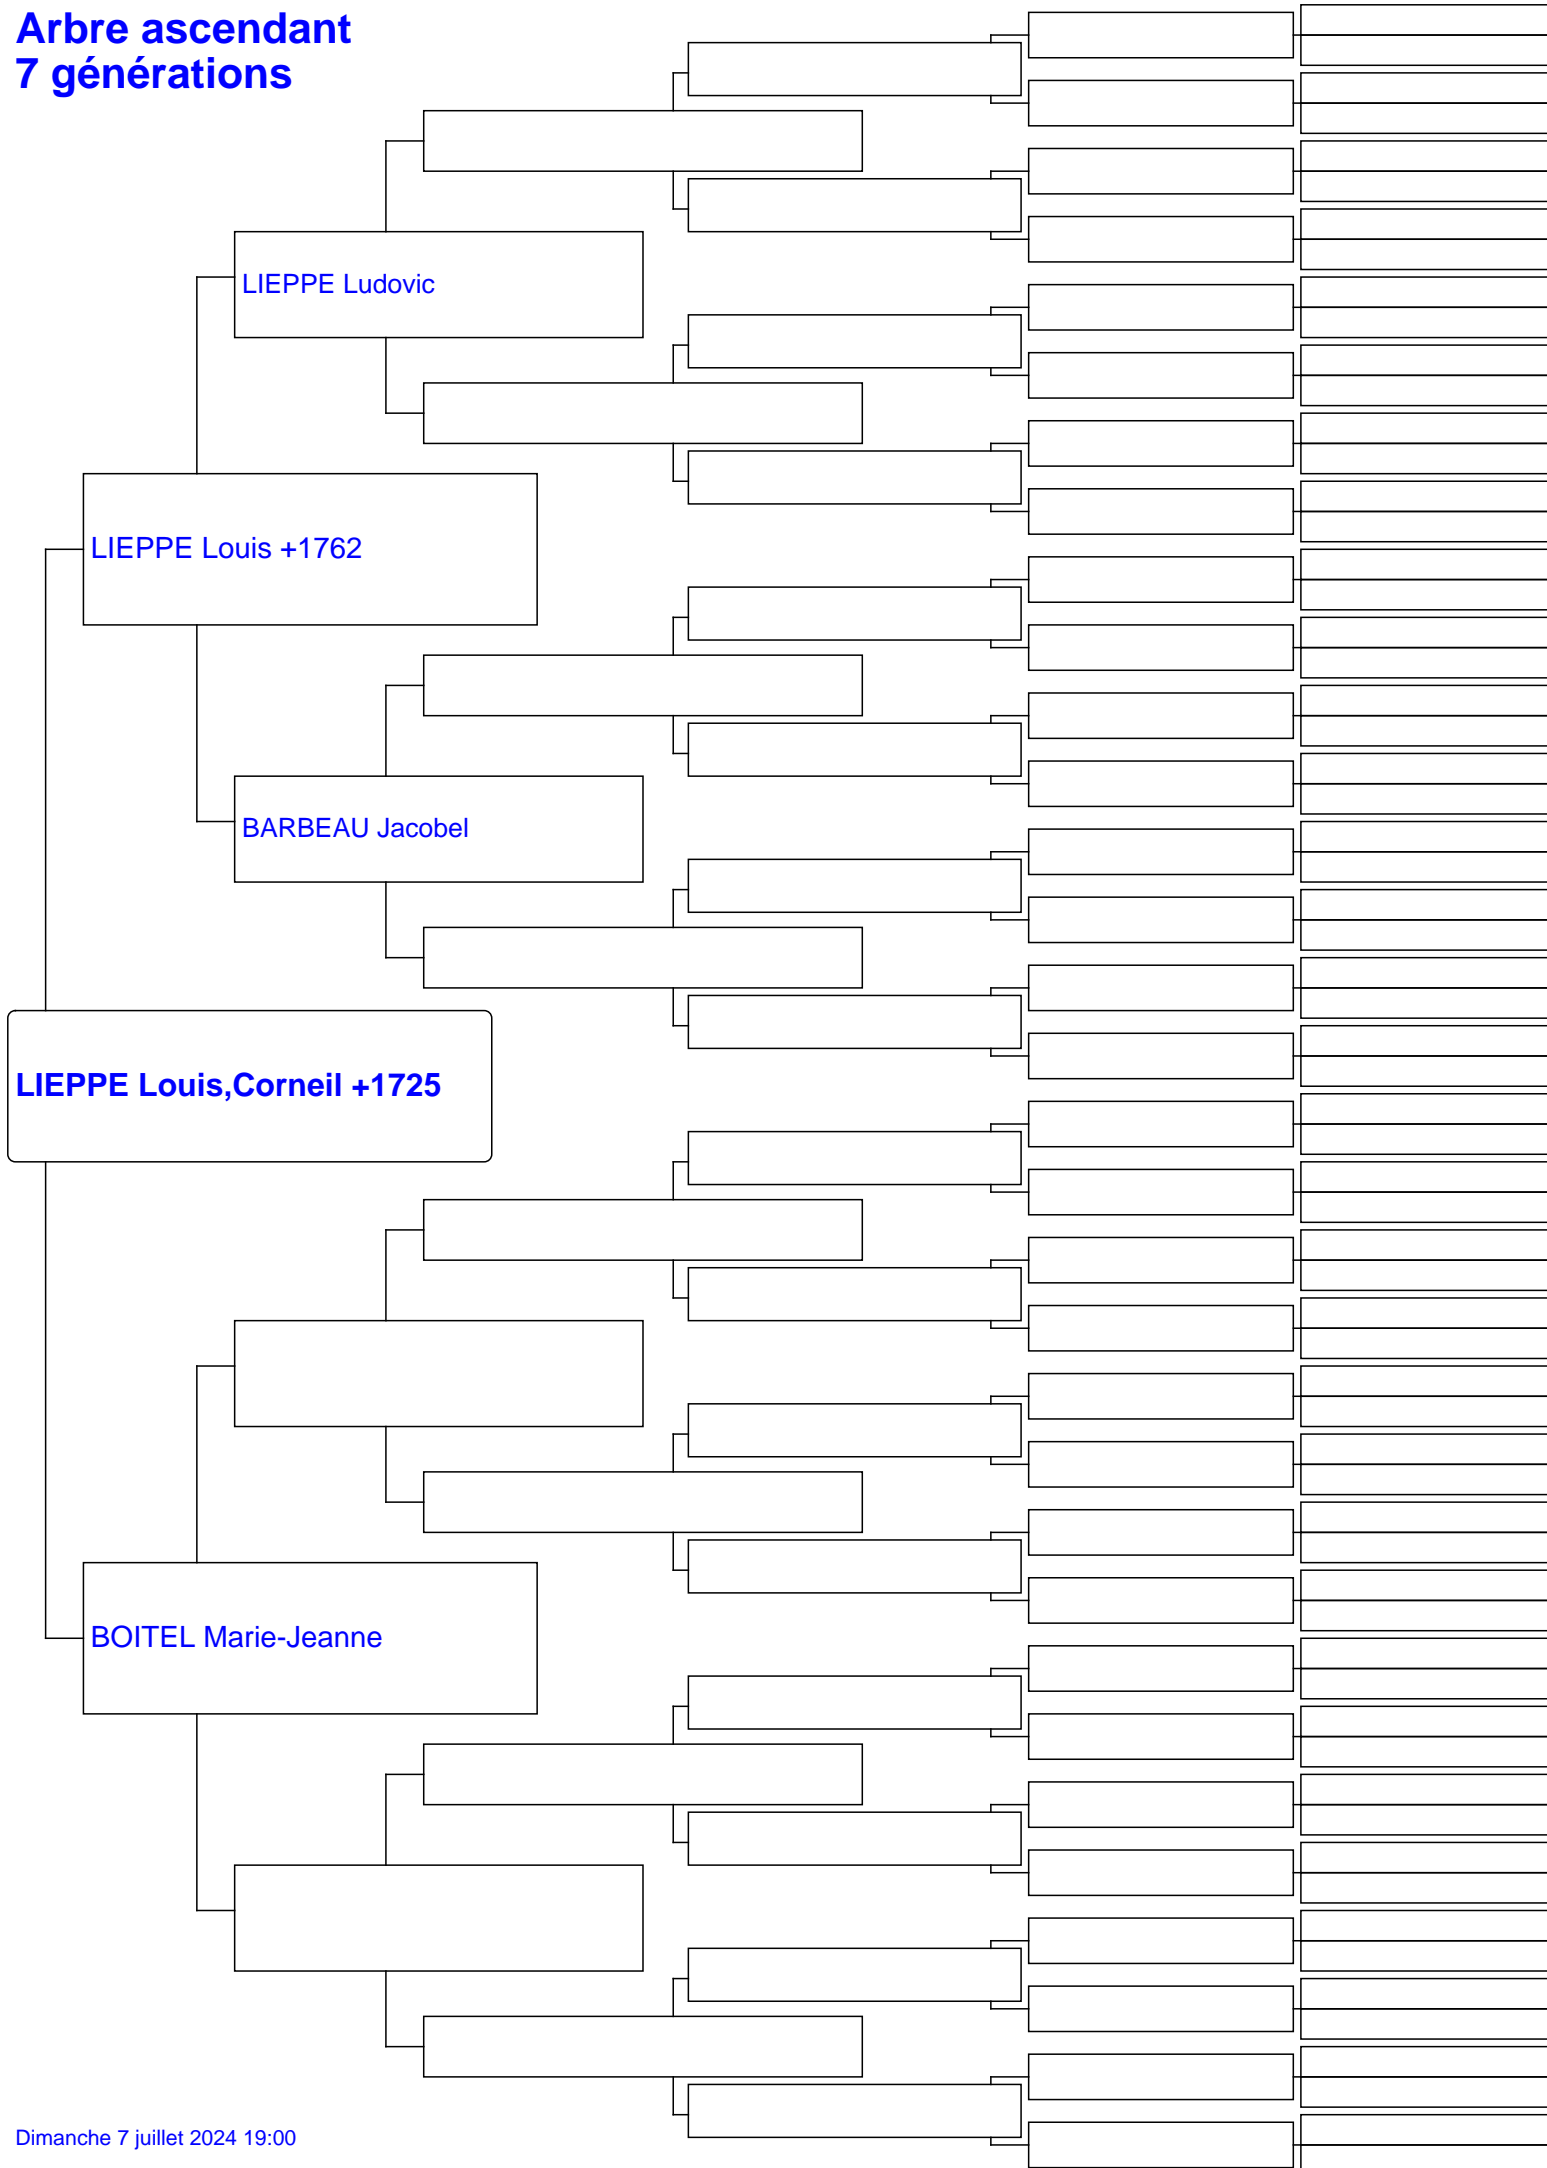 Arbre ascendant
7 générations
LIEPPE Ludovic
LIEPPE Louis +1762
BARBEAU Jacobel
LIEPPE Louis,Corneil +1725
BOITEL Marie-Jeanne
Dimanche 7 juillet 2024 19:00